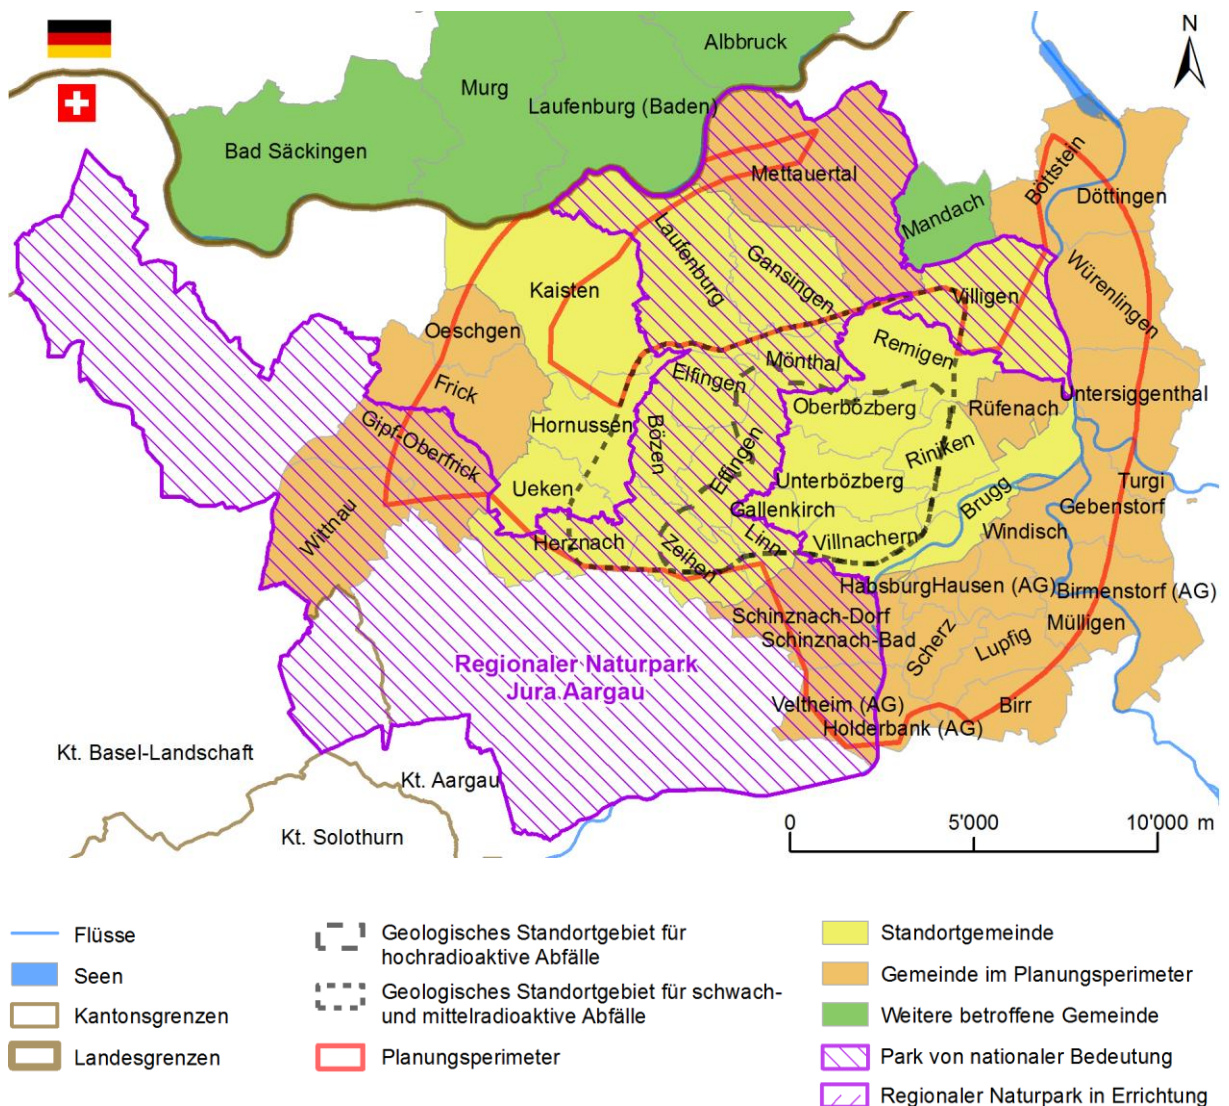 Albbruck
N
Murg
Laufenburg (Baden)
Bad Säckingen
Mettauertal
Böttstein
Döttingen
Mandach
Laufenburg
Gansingen
Kaisten
Villigen
Würenlingen
Oeschgen
Remigen
Mönthal
Elfingen
Frick
Oberbözberg
Rüfenach
Untersiggenthal
Hornussen
Bözen
Gipf-Oberfrick
Riniken
Effingen
Ueken
Unterbözberg
Turgi
Brugg
Gallenkirch
Gebenstorf
Wittnau
Windisch
Herznach
Zeihen
Linn
Villnachern
Habsburg
Hausen (AG)
Birmenstorf (AG)
Schinznach-Dorf
Mülligen
Schinznach-Bad
Scherz
Lupfig
Regionaler Naturpark
Jura Aargau
Veltheim (AG)
Birr
Holderbank (AG)
Kt. Basel-Landschaft
Kt. Aargau
Kt. Solothurn
0 5'000 10'000 m
Flüsse
Seen
Kantonsgrenzen
Landesgrenzen
Geologisches Standortgebiet für
hochradioaktive Abfälle
Geologisches Standortgebiet für schwach-
und mittelradioaktive Abfälle
Planungsperimeter
Standortgemeinde
Gemeinde im Planungsperimeter
Weitere betroffene Gemeinde
Park von nationaler Bedeutung
Regionaler Naturpark in Errichtung